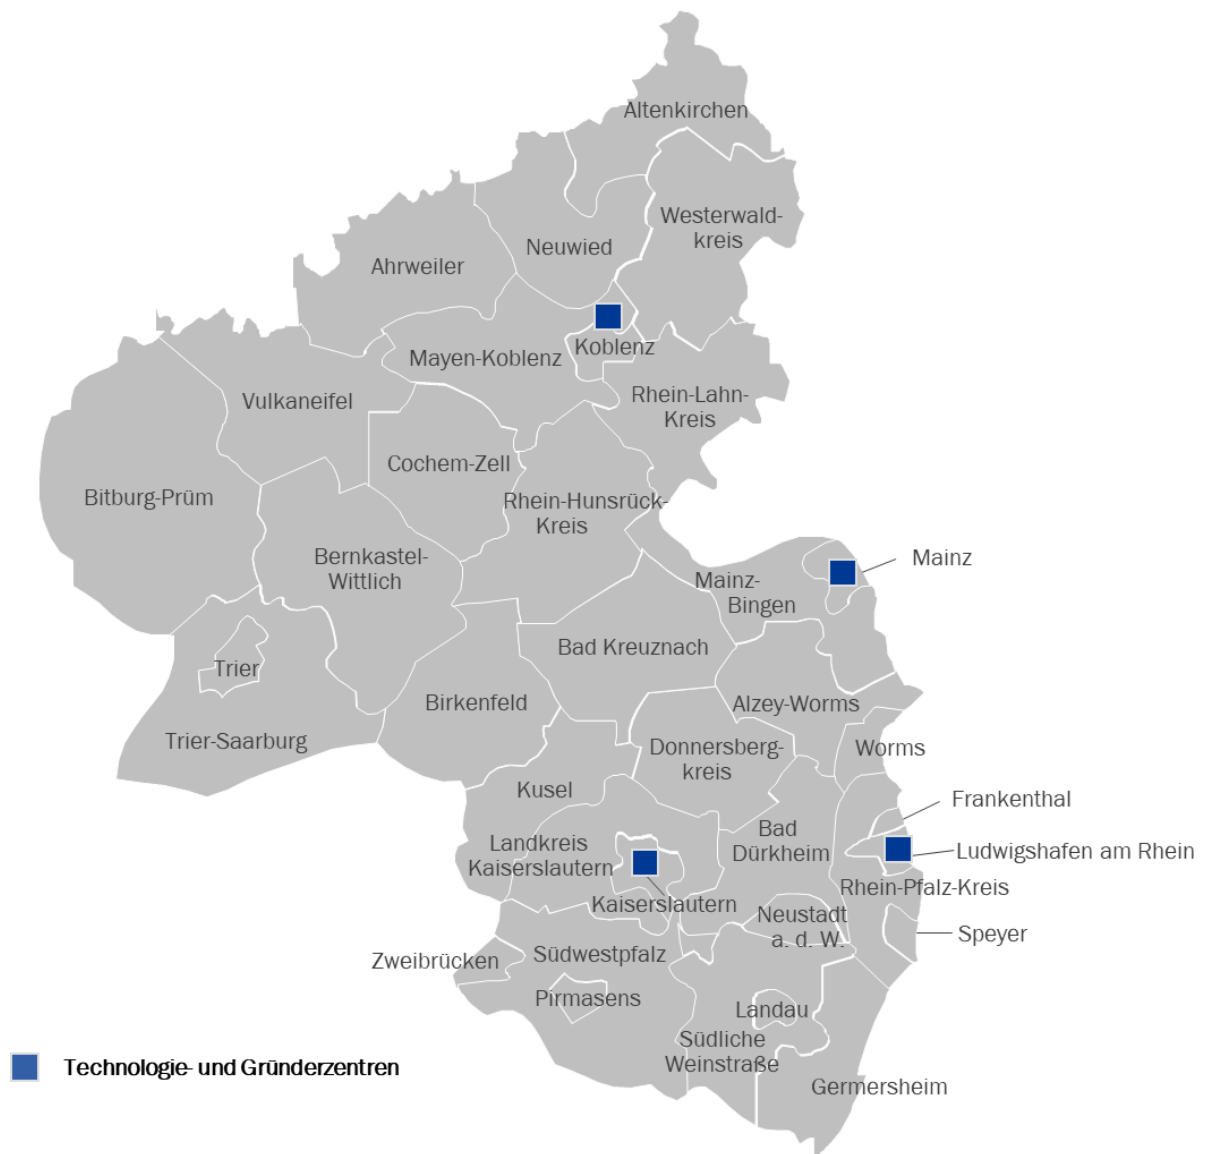 Altenkirchen
Westerwald-
kreis
Neuwied
Ahrweiler
Koblenz
Mayen-Koblenz
Rhein-Lahn-
Kreis
Vulkaneifel
Cochem-Zell
Bitburg-Prüm
Rhein-Hunsrück-
Kreis
Bernkastel-
Wittlich
Mainz
Mainz-
Bingen
Bad Kreuznach
Trier
Birkenfeld
Alzey-Worms
Trier-Saarburg
Donnersberg-
kreis
Worms
Kusel
Frankenthal
Bad
Dürkheim
Landkreis
Kaiserslautern
Ludwigshafen am Rhein
Rhein-Pfalz-Kreis
Kaiserslautern
Neustadt
a. d. W.
Speyer
Zweibrücken
Südwestpfalz
Pirmasens
Landau
Südliche
Weinstraße
Germersheim
Technologie- und Gründerzentren